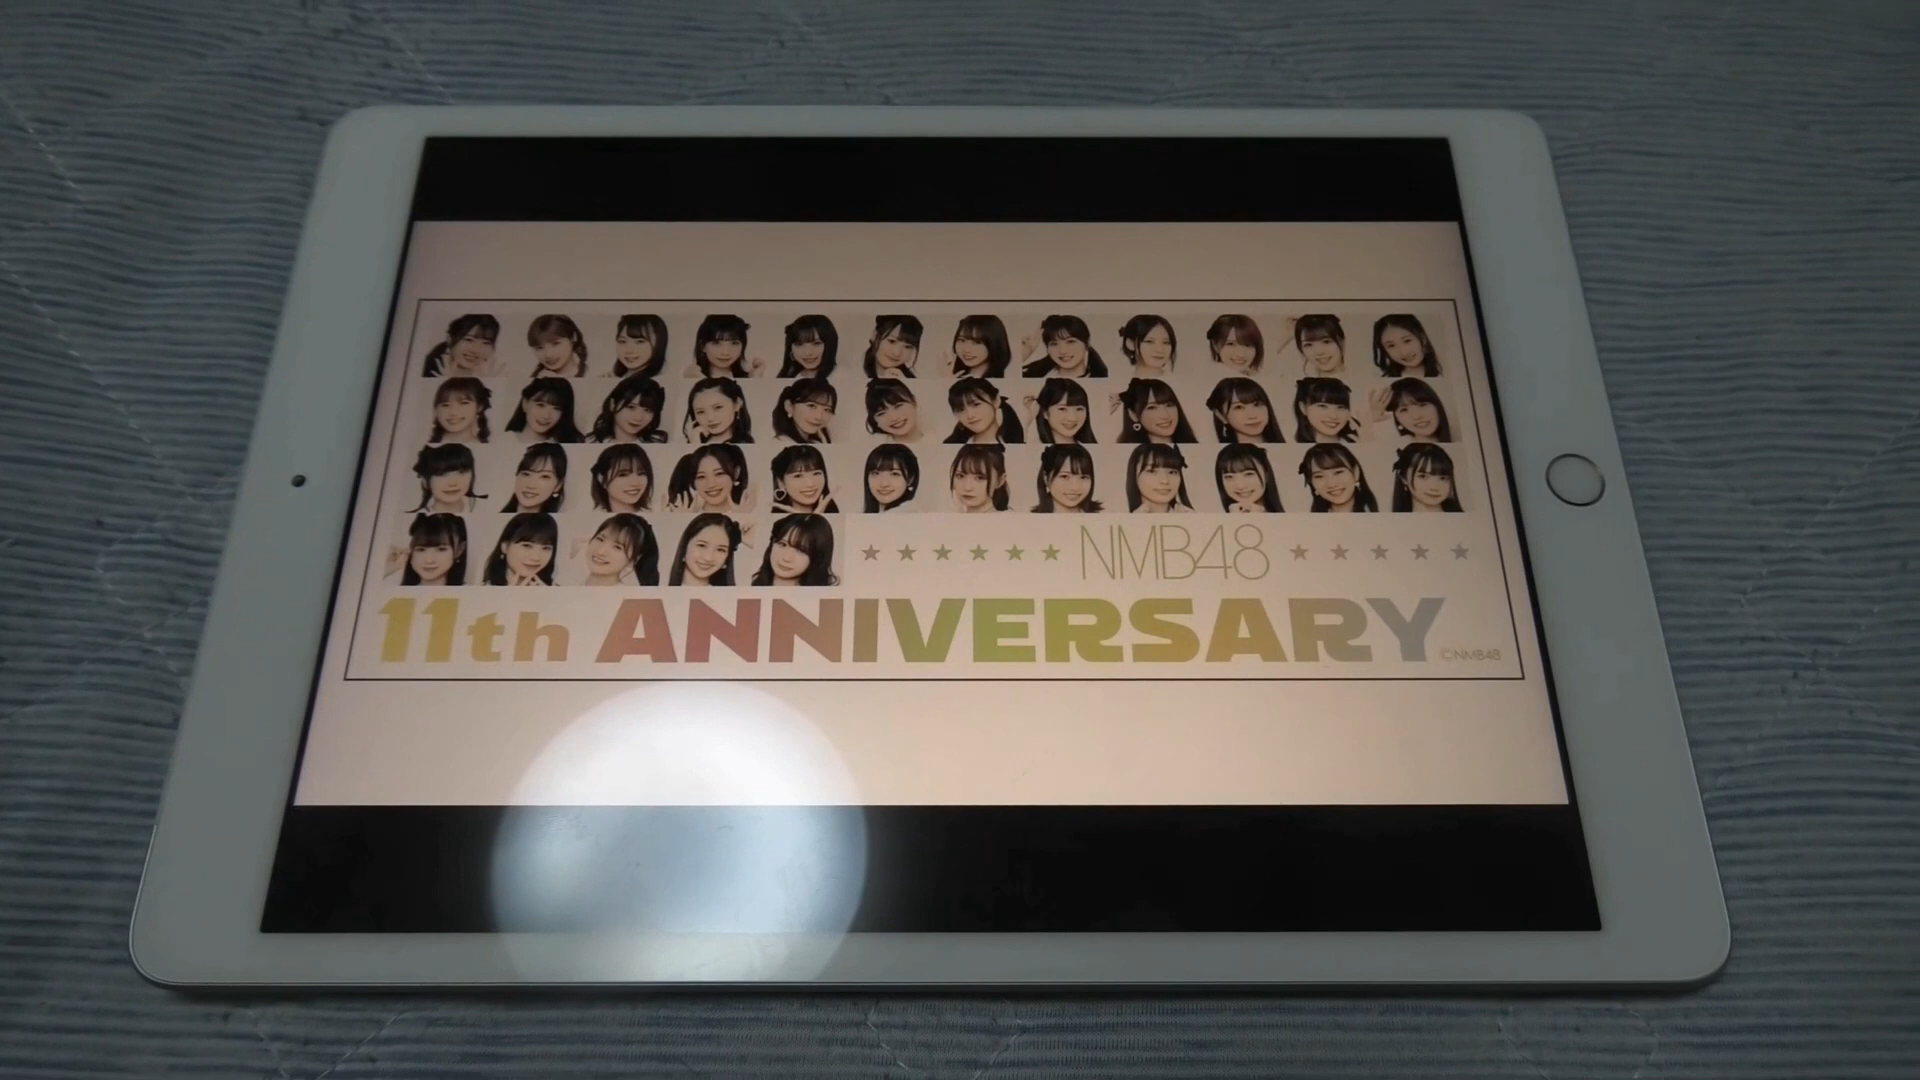 ★ ★ ★ ★ ★ ★ NMB48 ★ ★ ★ ★ ★
11th ANNIVERSARY
©NMB48